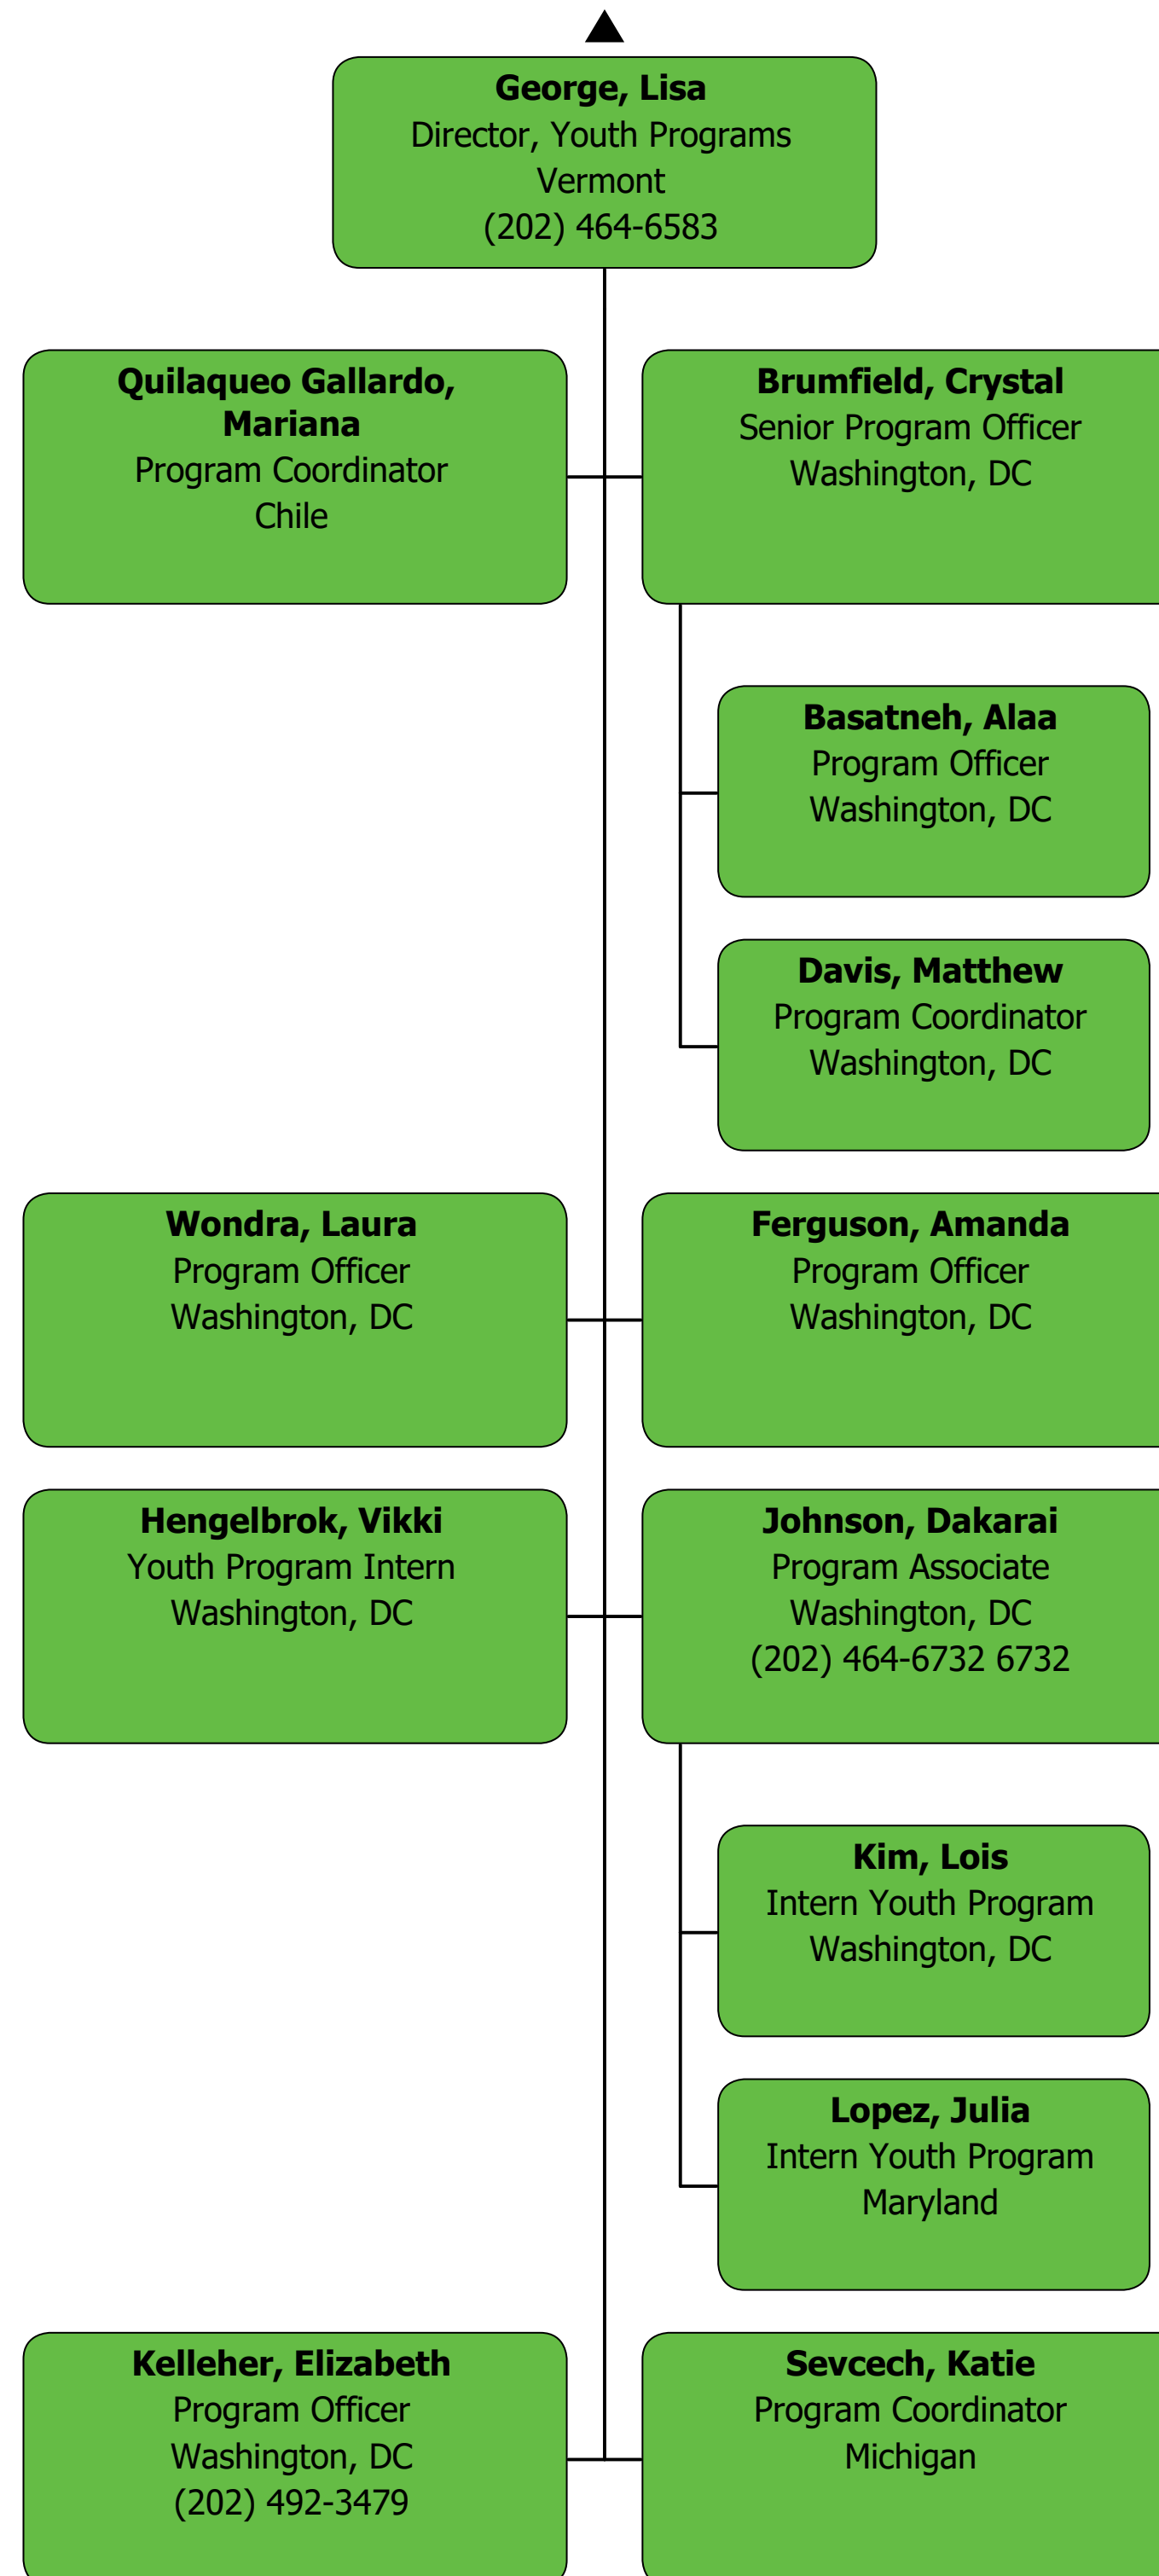 George, Lisa
Director, Youth Programs
Vermont
(202) 464-6583
Quilaqueo Gallardo,
Mariana
Program Coordinator
Chile
Brumfield, Crystal
Senior Program Officer
Washington, DC
Basatneh, Alaa
Program Officer
Washington, DC
Davis, Matthew
Program Coordinator
Washington, DC
Wondra, Laura
Program Officer
Washington, DC
Ferguson, Amanda
Program Officer
Washington, DC
Hengelbrok, Vikki
Youth Program Intern
Washington, DC
Johnson, Dakarai
Program Associate
Washington, DC
(202) 464-6732 6732
Kim, Lois
Intern Youth Program
Washington, DC
Lopez, Julia
Intern Youth Program
Maryland
Kelleher, Elizabeth
Program Officer
Washington, DC
(202) 492-3479
Sevcech, Katie
Program Coordinator
Michigan